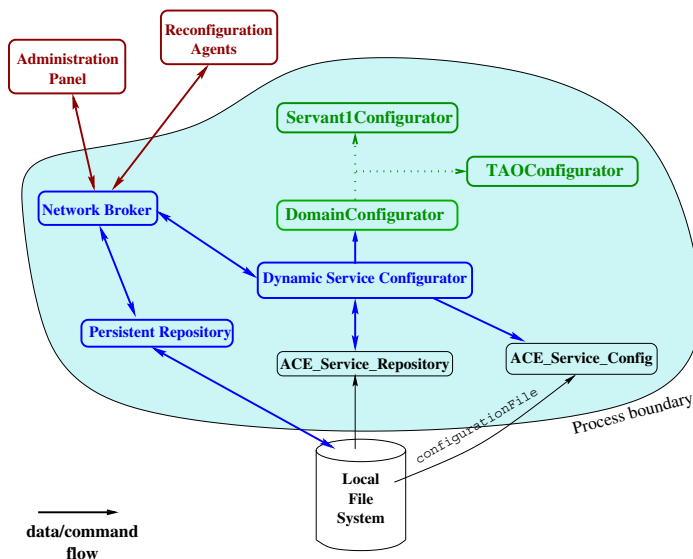 Reconfiguration
Agents
Administration
Panel
Servant1Configurator
TAOConfigurator
Network Broker
DomainConfigurator
Dynamic Service Configurator
Persistent Repository
ACE_Service_Repository
ACE_Service_Config
configurationFile
Process boundary
Local
File
System
data/command
flow